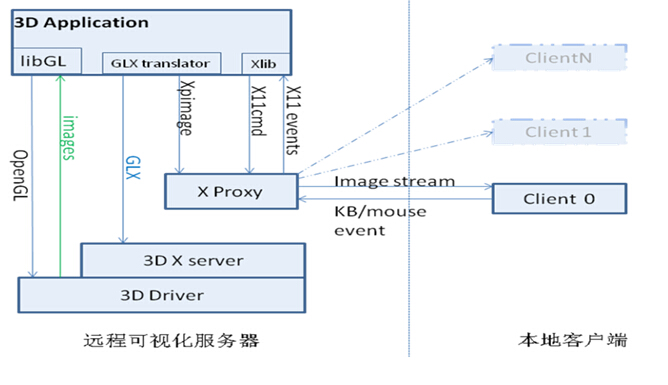 3D Application
libGL
GLX translator
Xlib
ClientN
Client 1
OpenGL
images
GLX
Xpimage
X11cmd
X11 events
X Proxy
Image stream
KB/mouse
event
Client 0
3D X server
3D Driver
远程可视化服务器
本地客户端